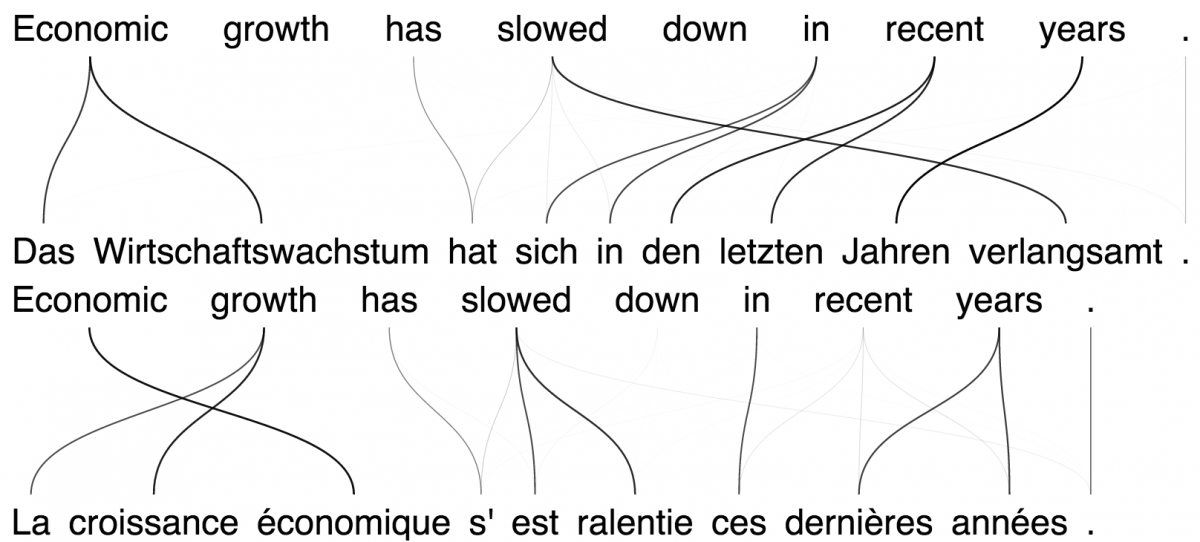 Economic growth has slowed down in recent years .
Das Wirtschaftswachstum hat sich in den letzten Jahren verlangsamt .
Economic growth has slowed down in recent years .
La croissance économique s' est ralentie ces dernières années .